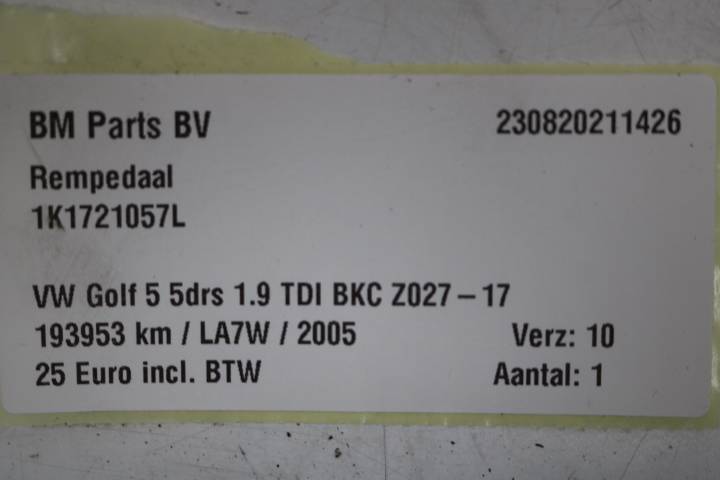 BM Parts BV 230820211426
Rempedaal
1K1721057L
VW Golf 5 5drs 1.9 TDI BKC Z027-17
193953 km / LA7W / 2005 Verz: 10
25 Euro incl. BTW Aantal: 1